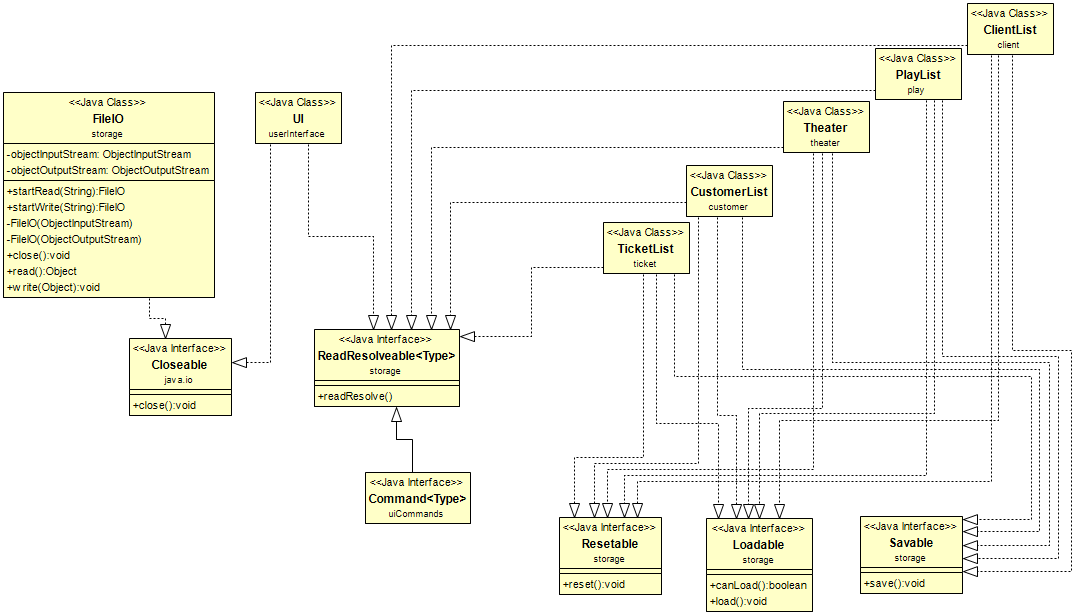 <<Java Class>>
ClientList
client
<<Java Class>>
PlayList
play
<<Java Class>>
Theater
theater
<<Java Class>>
CustomerList
customer
<<Java Class>>
TicketList
ticket
<<Java Class>>
FileIO
storage
-objectInputStream: ObjectInputStream
-objectOutputStream: ObjectOutputStream
+startRead(String):FileIO
+startWrite(String):FileIO
-FileIO(ObjectInputStream)
-FileIO(ObjectOutputStream)
+close():void
+read():Object
+write(Object):void
<<Java Class>>
UI
userInterface
<<Java Interface>>
Closeable
java.io
+close():void
<<Java Interface>>
ReadResolveable<Type>
storage
+readResolve()
<<Java Interface>>
Command<Type>
uiCommands
<<Java Interface>>
Resetable
storage
+reset():void
<<Java Interface>>
Loadable
storage
+canLoad():boolean
+load():void
<<Java Interface>>
Savable
storage
+save():void